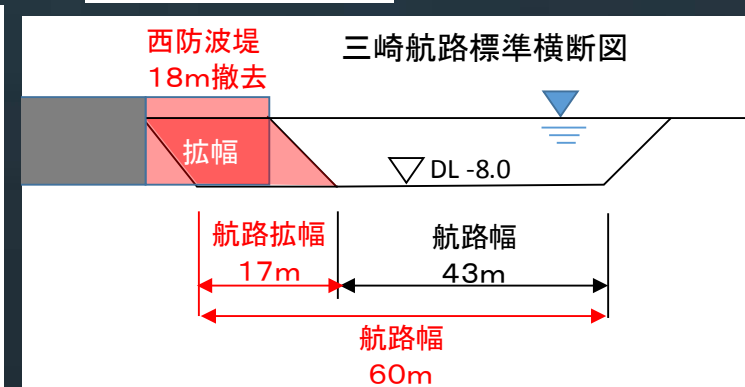 西防波堤
18m撤去
三崎航路標準横断図
拡幅
DL -8.0
航路拡幅
17m
航路幅
43m
航路幅
60m